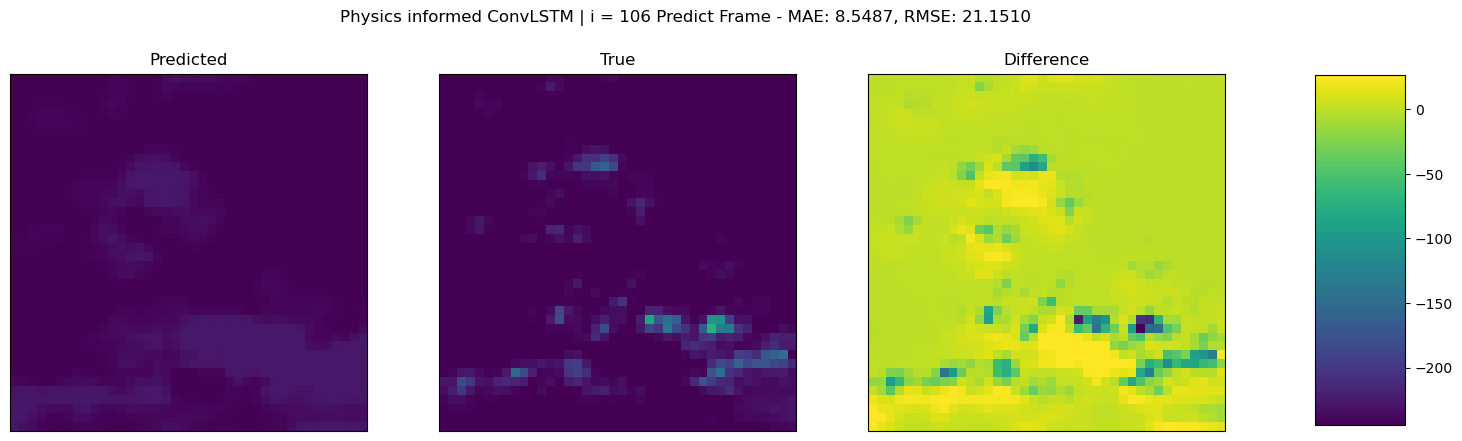 Physics informed ConvLSTM | i = 106 Predict Frame - MAE: 8.5487, RMSE: 21.1510
Predicted
True
Difference
0
−50
−100
−150
−200